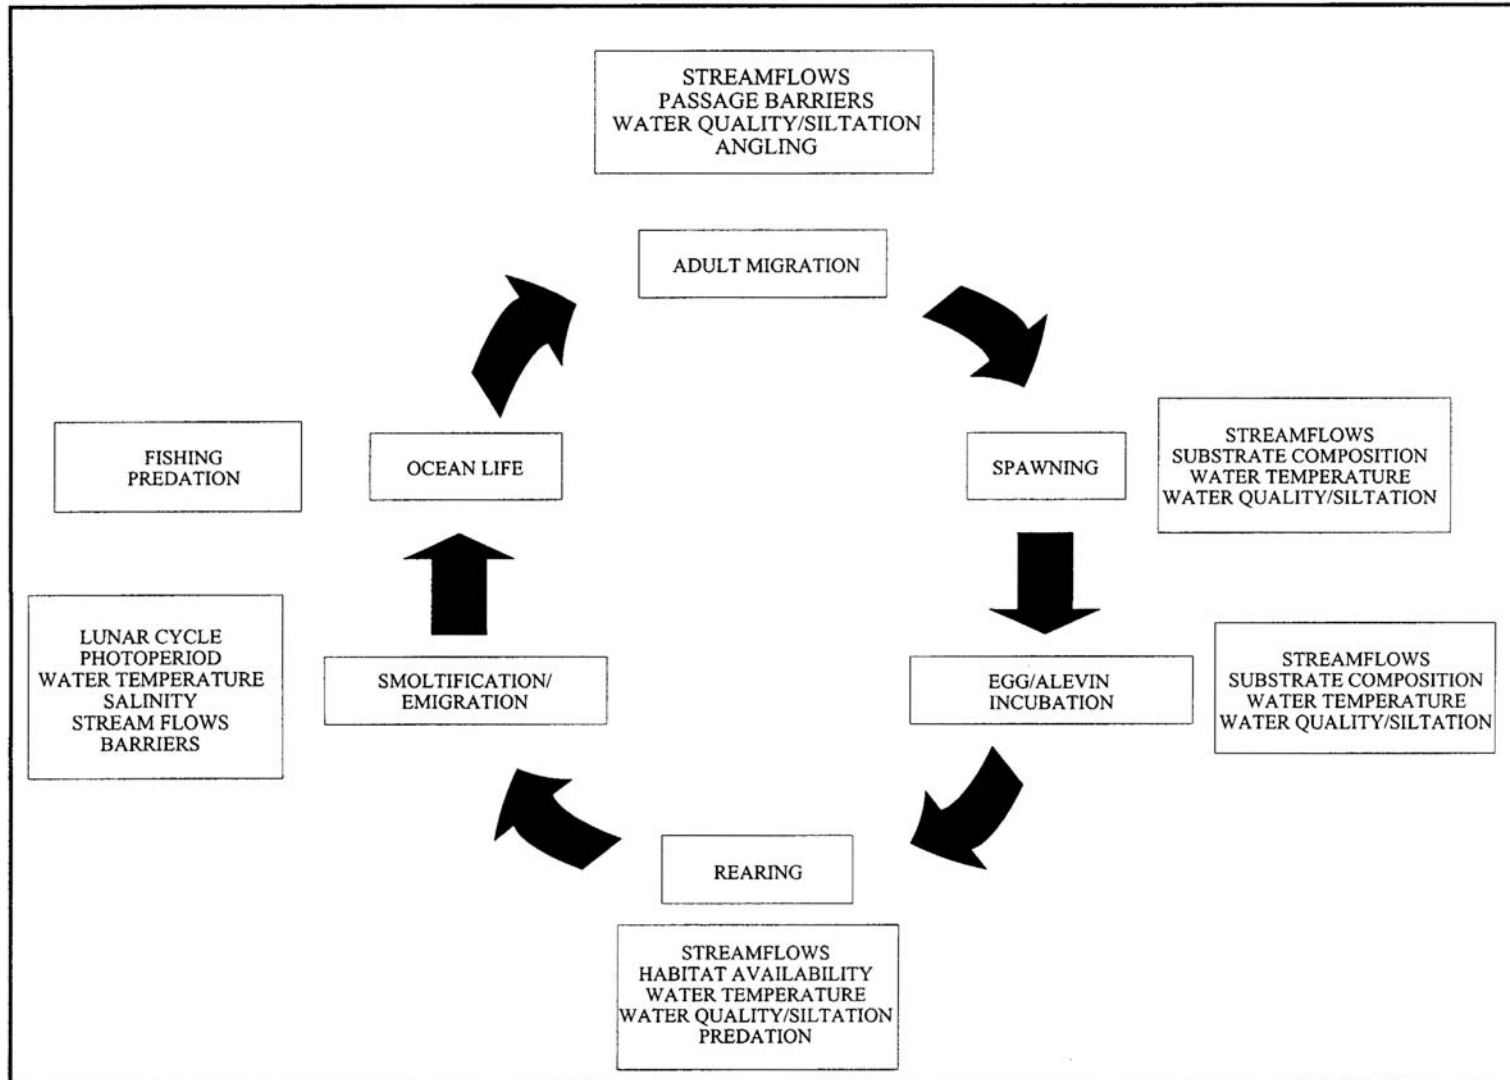 STREAMFLOWS
PASSAGE BARRIERS
WATER QUALITY/SILTATION
ANGLING
ADULT MIGRATION
FISHING
PREDATION
OCEAN LIFE
SPAWNING
STREAMFLOWS
SUBSTRATE COMPOSITION
WATER TEMPERATURE
WATER QUALITY/SILTATION
LUNAR CYCLE
PHOTOPERIOD
WATER TEMPERATURE
SALINITY
STREAM FLOWS
BARRIERS
SMOLTIFICATION/
EMIGRATION
EGG/ALEVIN
INCUBATION
STREAMFLOWS
SUBSTRATE COMPOSITION
WATER TEMPERATURE
WATER QUALITY/SILTATION
REARING
STREAMFLOWS
HABITAT AVAILABILITY
WATER TEMPERATURE
WATER QUALITY/SILTATION
PREDATION